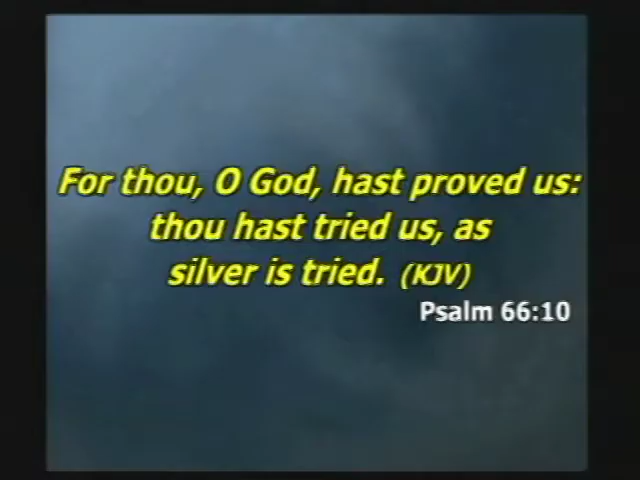 For thou, O God, hast proved us:
thou hast tried us, as
silver is tried. (KJV)
Psalm 66:10